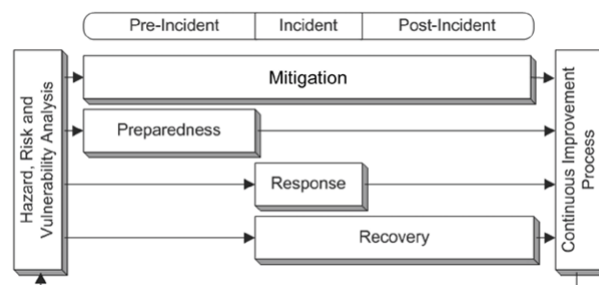 Pre-Incident
Incident
Post-Incident
Hazard, Risk and
Vulnerability Analysis
Mitigation
Preparedness
Response
Recovery
Continuous Improvement
Process